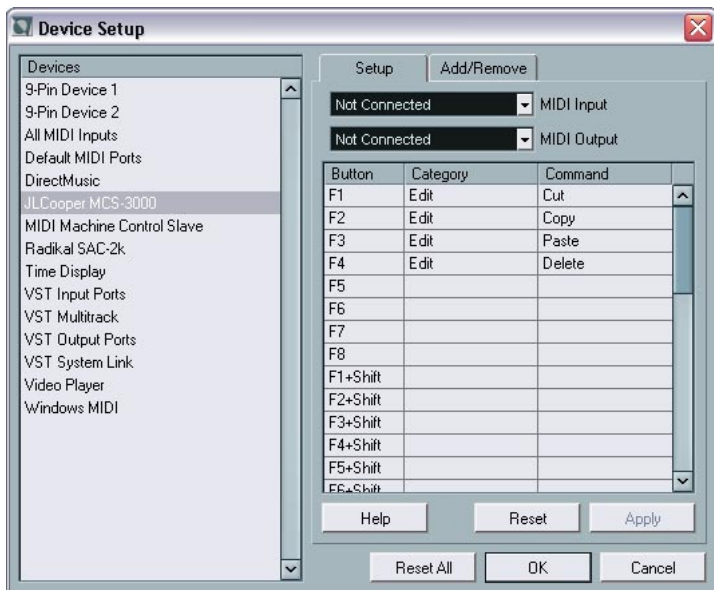 Device Setup
Devices
9-Pin Device 1
9-Pin Device 2
All MIDI Inputs
Default MIDI Ports
DirectMusic
JLCooper MCS-3000
MIDI Machine Control Slave
Radikal SAC-2k
Time Display
VST Input Ports
VST Multitrack
VST Output Ports
VST System Link
Video Player
Windows MIDI
Setup Add/Remove
Not Connected MIDI Input
Not Connected MIDI Output
Button Category Command
F1 Edit Cut
F2 Edit Copy
F3 Edit Paste
F4 Edit Delete
F5
F6
F7
F8
F1+Shift
F2+Shift
F3+Shift
F4+Shift
F5+Shift
F6+Shift
Help Reset Apply
Reset All OK Cancel